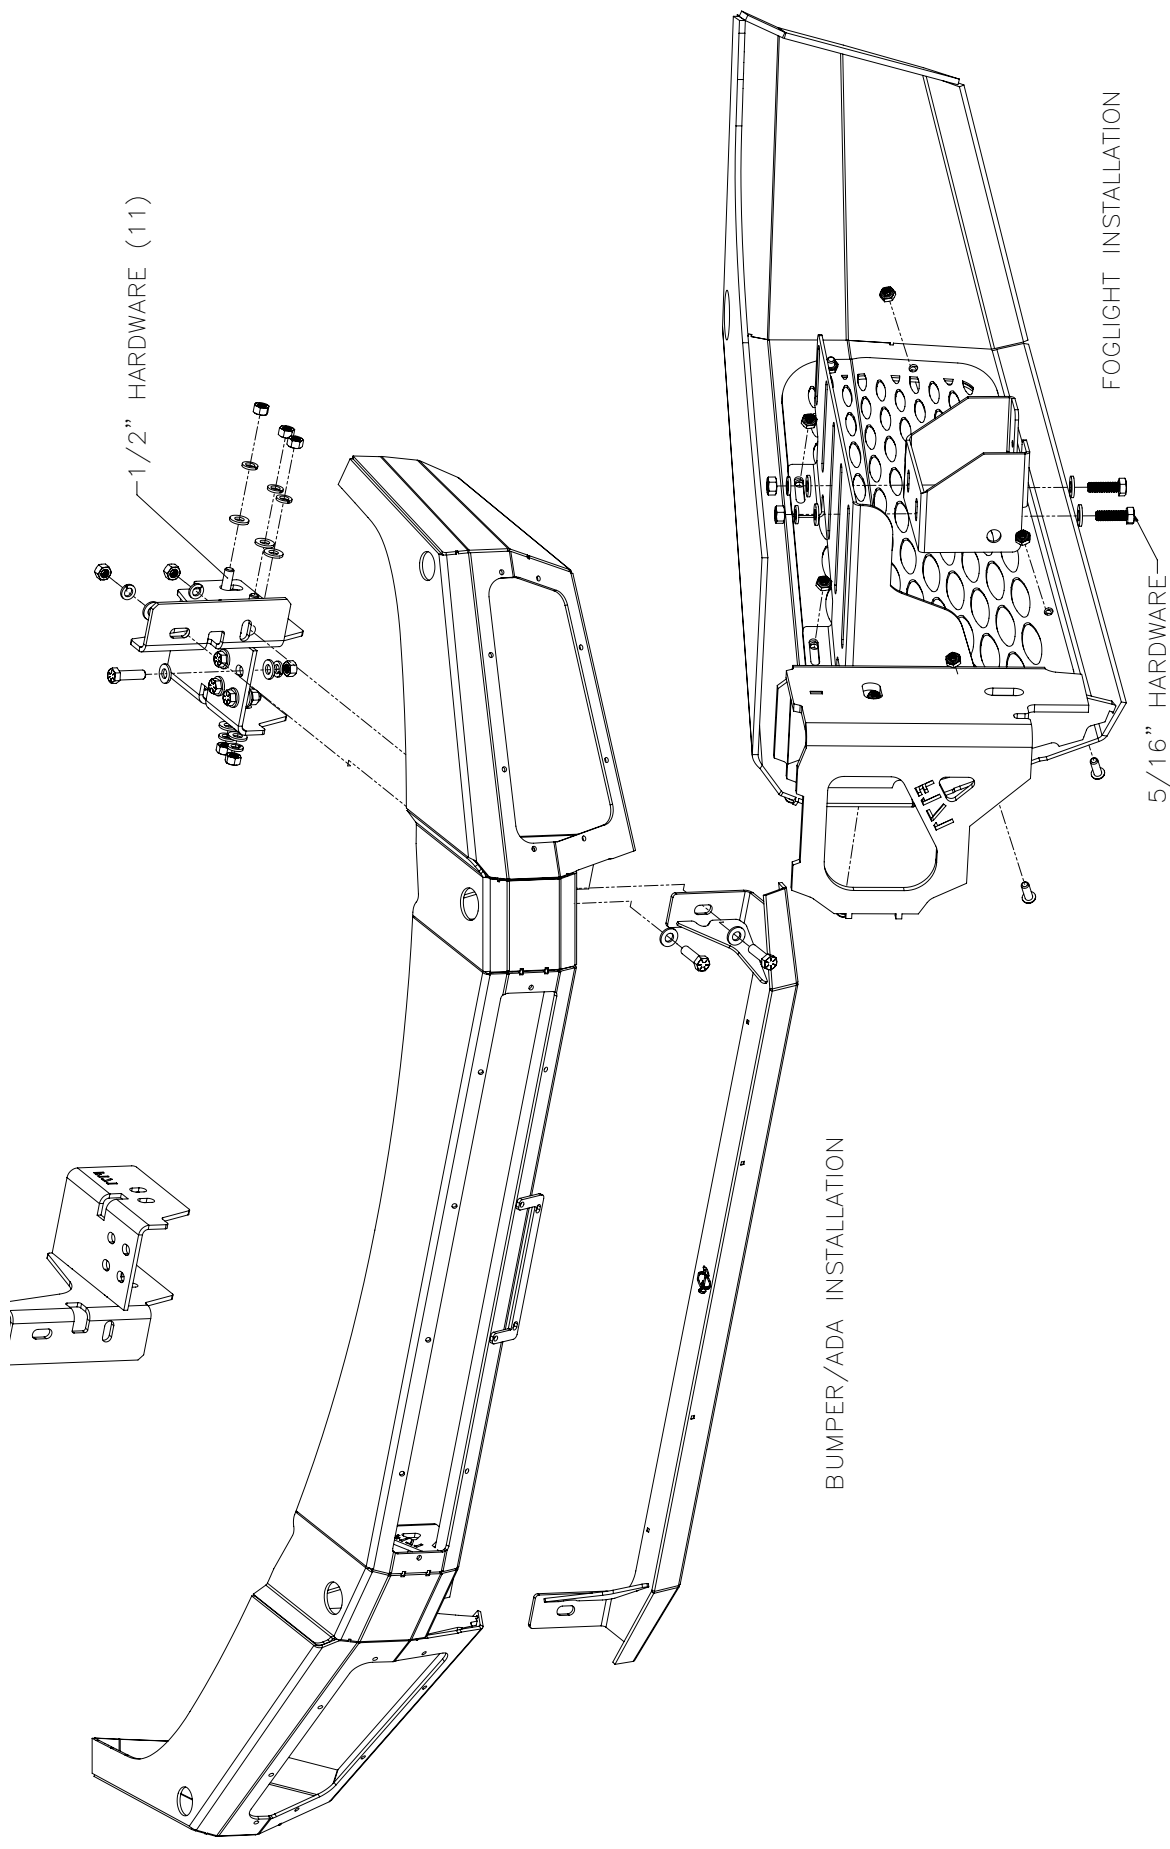 1/2" HARDWARE (11)
FOGLIGHT INSTALLATION
5/16" HARDWARE
BUMPER/ADA INSTALLATION